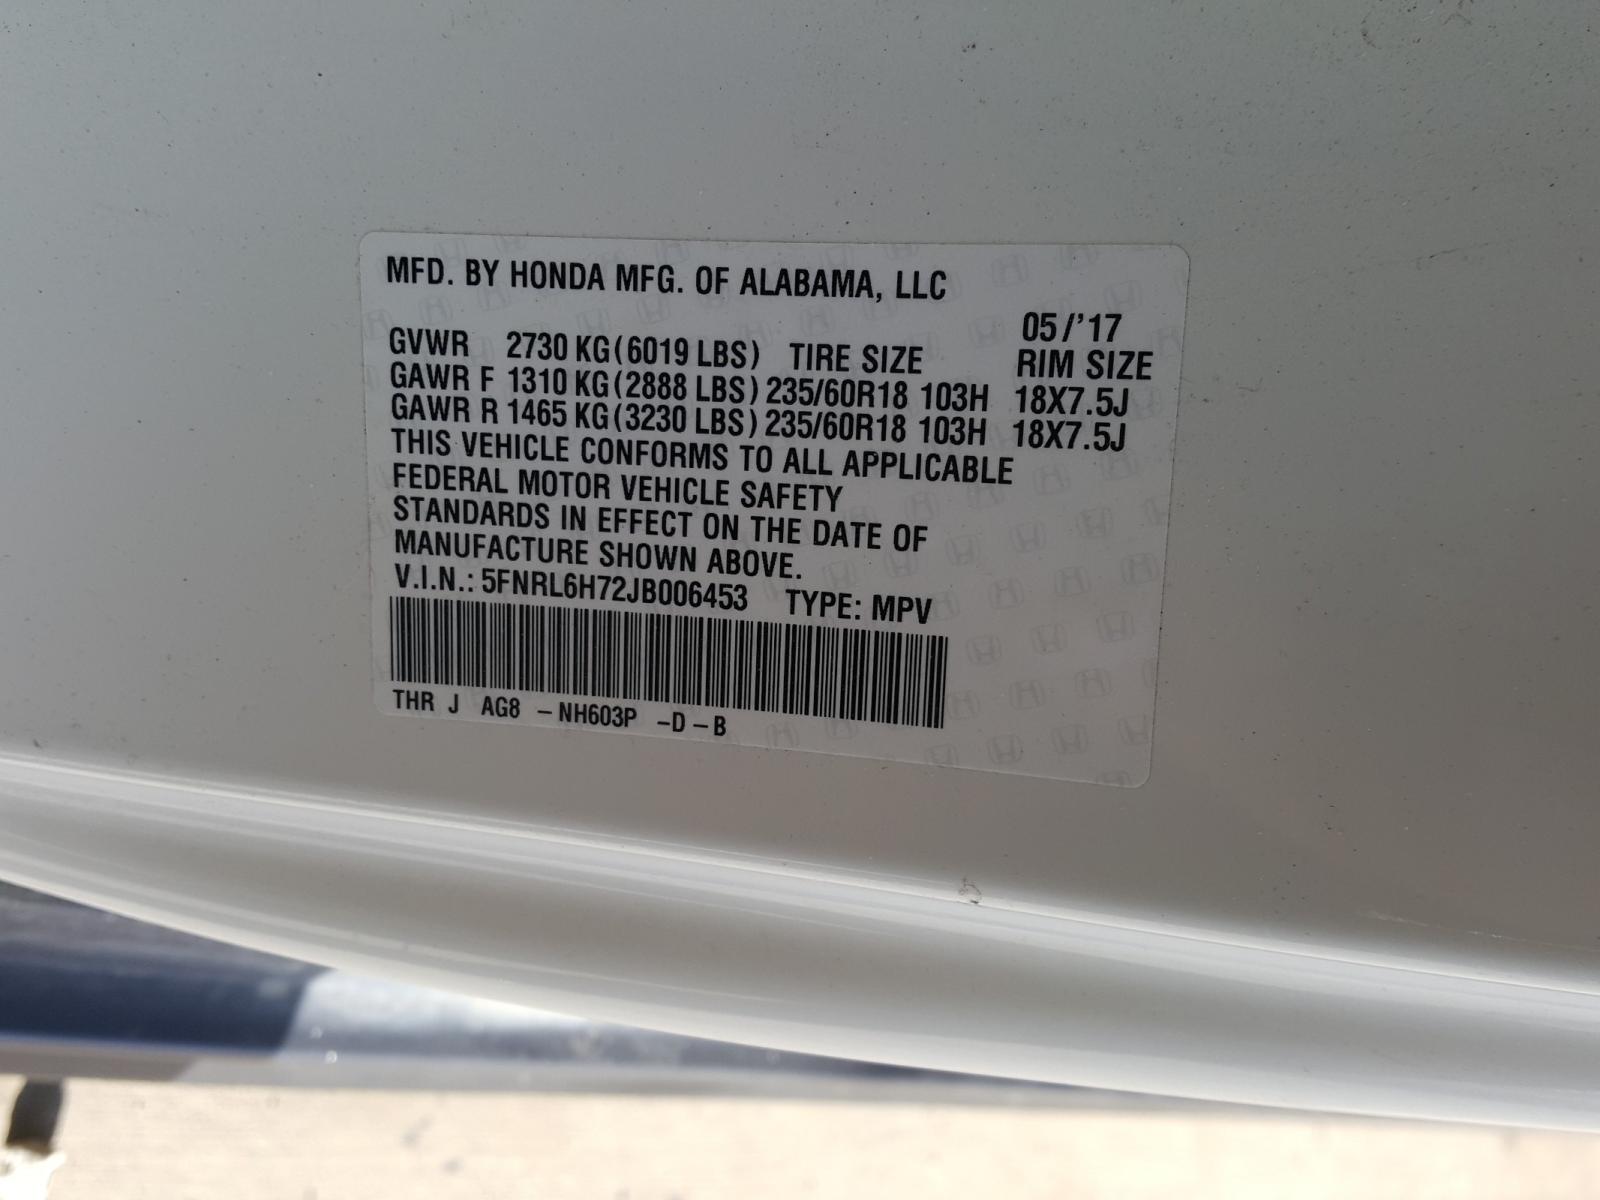 MFD. BY HONDA MFG. OF ALABAMA, LLC
05/'17
GVWR 2730 KG(6019 LBS) TIRE SIZE RIM SIZE
GAWR F 1310 KG(2888 LBS) 235/60R18 103H 18X7.5J
GAWR R 1465 KG(3230 LBS) 235/60R18 103H 18X7.5J
THIS VEHICLE CONFORMS TO ALL APPLICABLE
FEDERAL MOTOR VEHICLE SAFETY
STANDARDS IN EFFECT ON THE DATE OF
MANUFACTURE SHOWN ABOVE.
V.I.N.: 5FNRL6H72JB006453 TYPE: MPV
THR J AG8 -NH603P -D-B